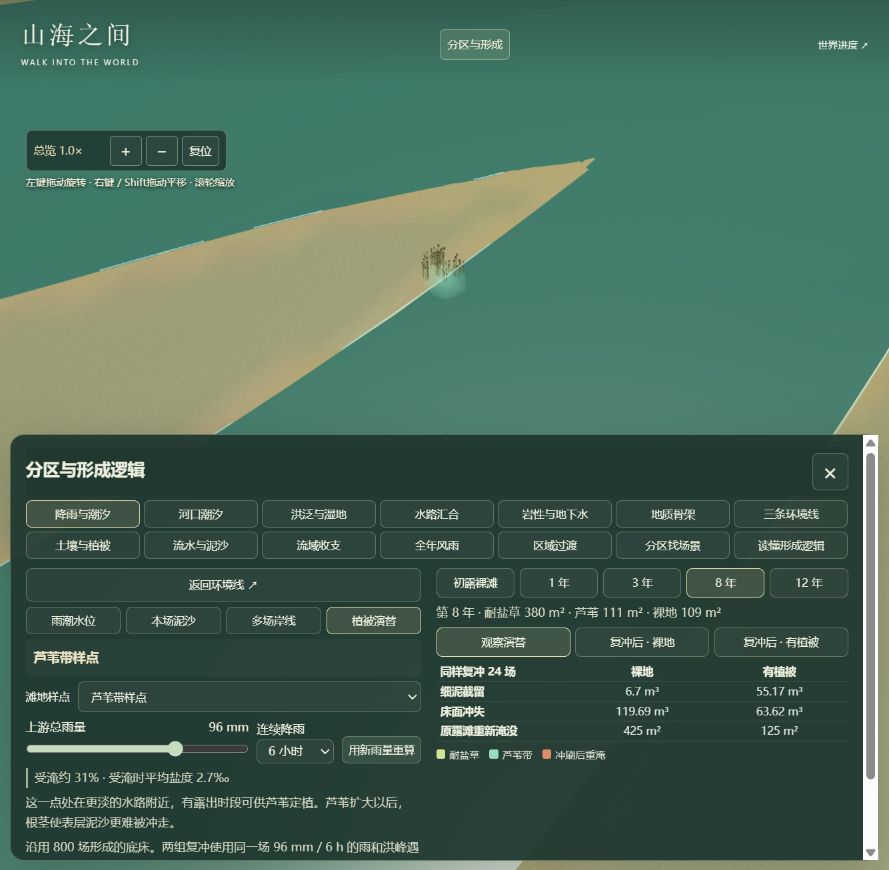 山海之间
WALK INTO THE WORLD
分区与形成
世界进度 ↗
总览 1.0×
+
−
复位
左键拖动旋转 · 右键 / Shift拖动平移 · 滚轮缩放
分区与形成逻辑
×
降雨与潮汐
河口潮汐
洪泛与湿地
水路汇合
岩性与地下水
地质骨架
三条环境线
土壤与植被
流水与泥沙
流域收支
全年风雨
区域过渡
分区找场景
读懂形成逻辑
返回环境线 ↗
雨潮水位
本场泥沙
多场岸线
植被演替
芦苇带样点
滩地样点 芦苇带样点
上游总雨量 96 mm
连续降雨
6 小时
用新雨量重算
受淹约 31% · 受淹时平均盐度 2.7‰
这一点处在更淡的水路附近，有露出时段可供芦苇定植。芦苇扩大以后，
根茎使表层泥沙更难被冲走。
沿用 800 场形成的底床。两组复冲使用同一场 96 mm / 6 h 的雨和洪峰遇
初露裸滩
1 年
3 年
8 年
12 年
第 8 年 · 耐盐草 380 m² · 芦苇 111 m² · 裸地 109 m²
观察演替
复冲后 · 裸地
复冲后 · 有植被
同样复冲 24 场 裸地 有植被
细泥截留 6.7 m³ 55.17 m³
床面冲失 119.69 m³ 63.62 m³
原露滩重新淹没 425 m² 125 m²
耐盐草 芦苇带 冲刷后重淹